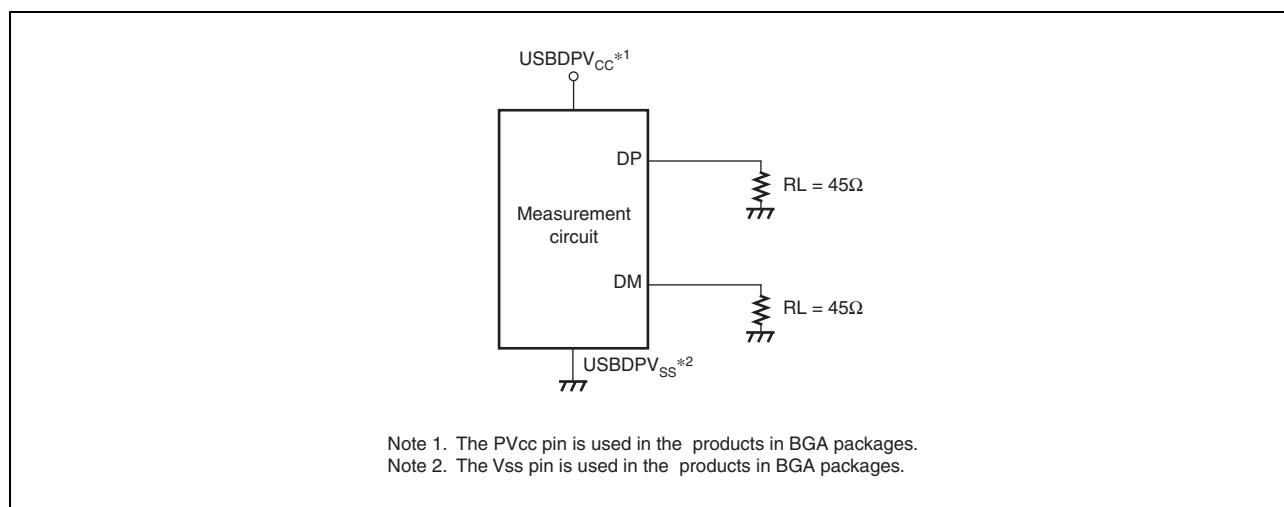 USBDPVCC*1
DP
RL = 45Ω
Measurement
circuit
DM
RL = 45Ω
USBDPVSS*2
Note 1. The PVcc pin is used in the products in BGA packages.
Note 2. The Vss pin is used in the products in BGA packages.